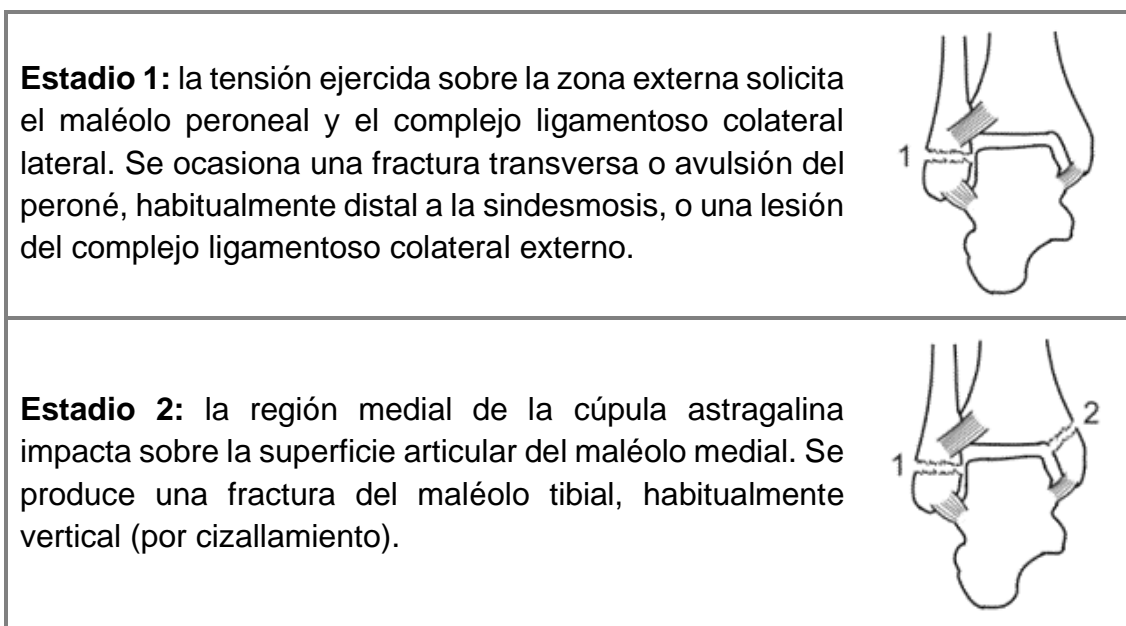 Estadio 1: la tensión ejercida sobre la zona externa solicita
el maléolo peroneal y el complejo ligamentoso colateral
lateral. Se ocasiona una fractura transversa o avulsión del
peroné, habitualmente distal a la sindesmosis, o una lesión
del complejo ligamentoso colateral externo.
1
Estadio 2: la región medial de la cúpula astragalina
impacta sobre la superficie articular del maléolo medial. Se
produce una fractura del maléolo tibial, habitualmente
vertical (por cizallamiento).
2
1